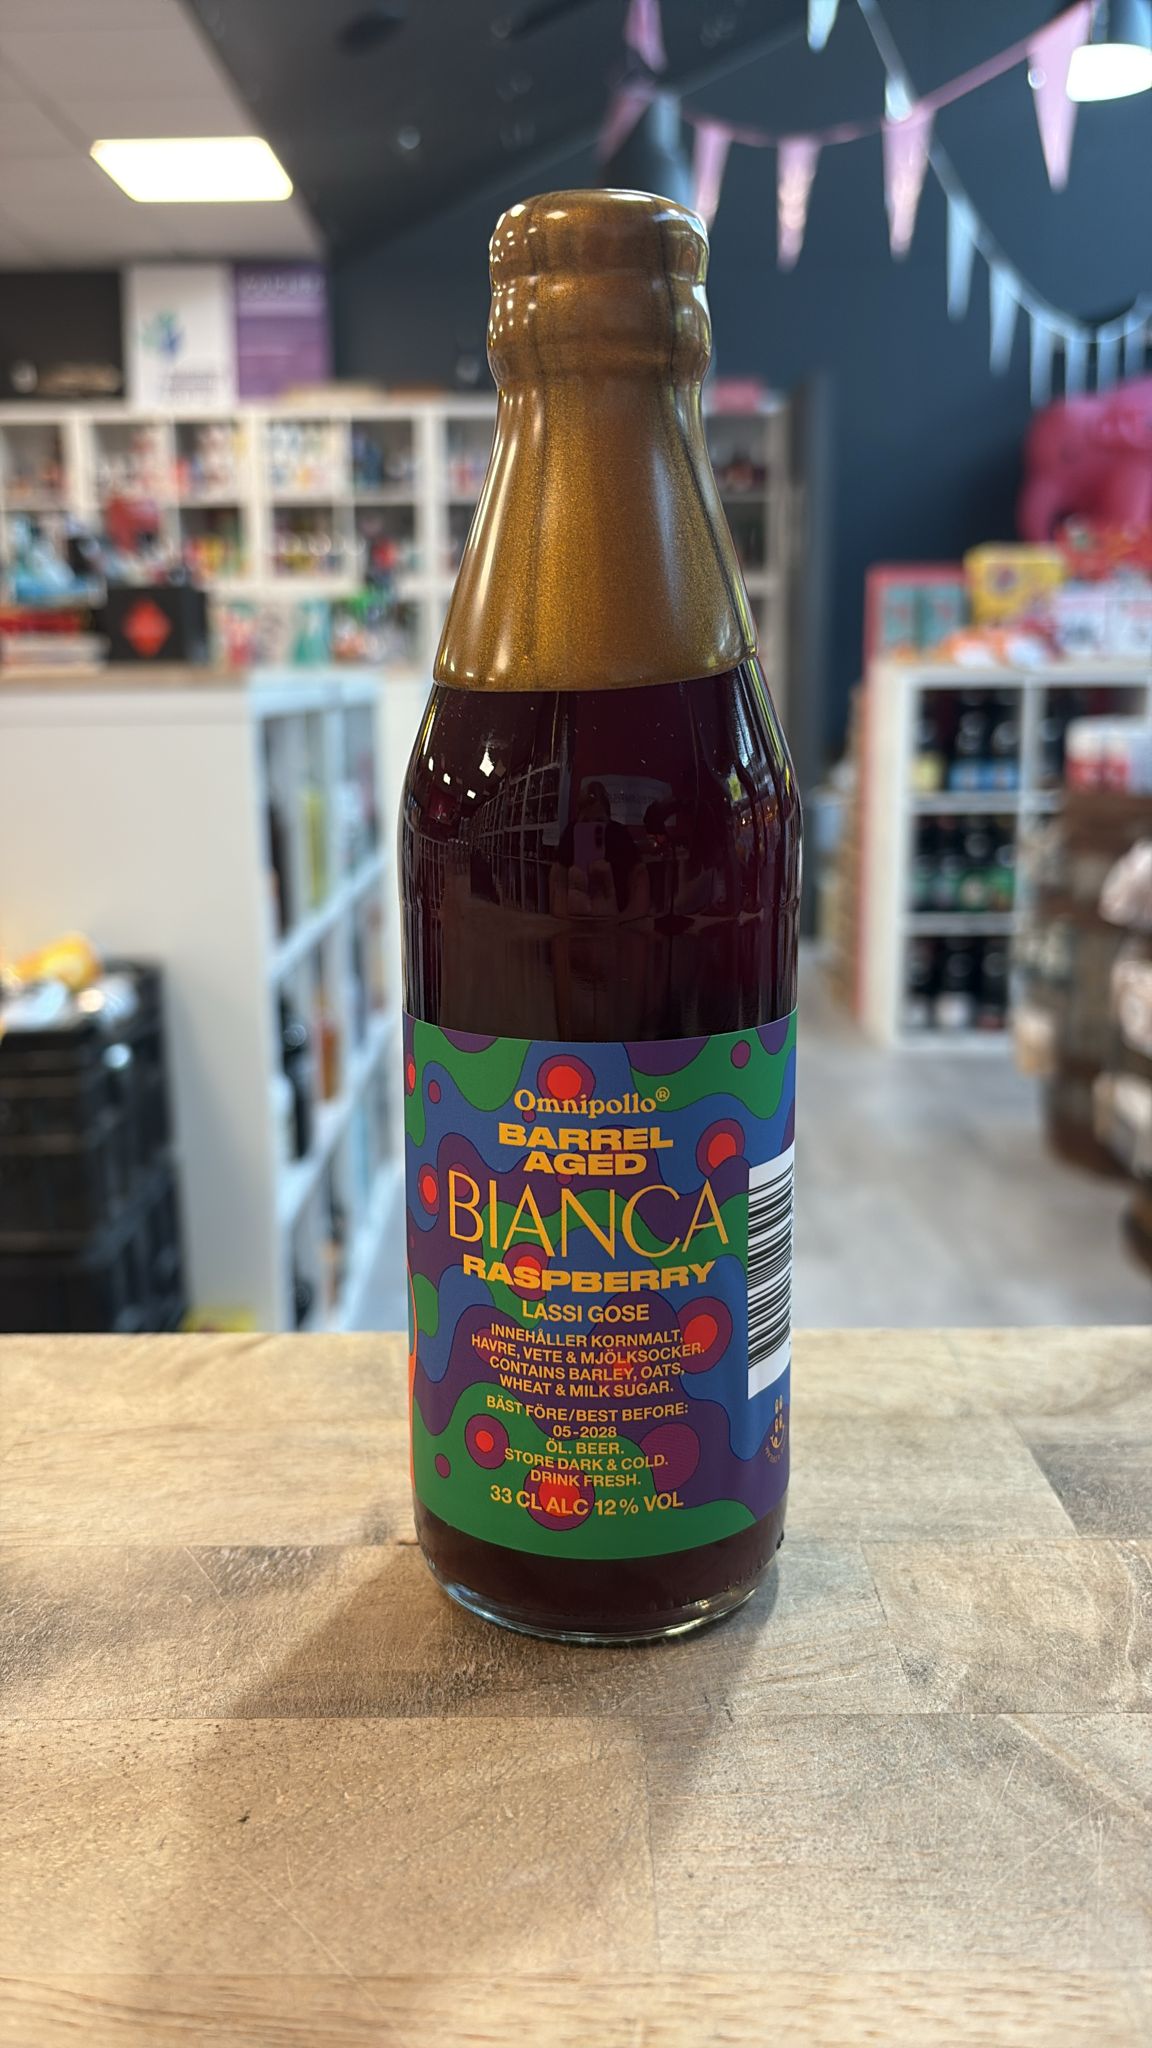 Omnipollo®
BARREL
AGED
BIANCA
RASPBERRY
LASSI GOSE
INNEHÅLLER KORNMALT,
HAVRE, VETE & MJÖLKSOCKER.
CONTAINS BARLEY, OATS,
WHEAT & MILK SUGAR.
BÄST FÖRE/BEST BEFORE:
05-2028
ÖL. BEER.
STORE DARK & COLD.
DRINK FRESH.
33 CL ALC 12% VOL